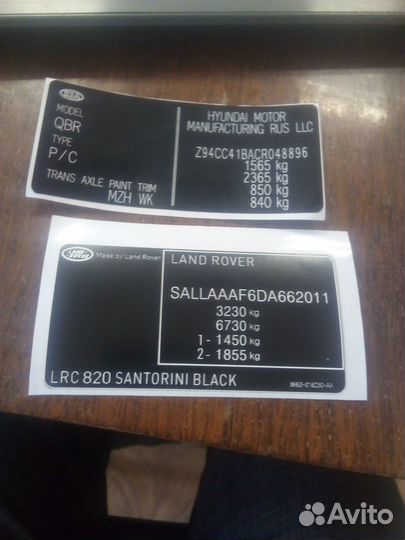 MODEL
QBR
TYPE
P/C
TRANS AXLE PAINT TRIM
MZH WK
HYUNDAI MOTOR
MANUFACTURING RUS LLC
Z94CC41BACR048896
1565 kg
2365 kg
850 kg
840 kg
LAND ROVER
Made by Land Rover
LAND ROVER
SALLAAAF6DA662011
3230 kg
6730 kg
1- 1450 kg
2- 1855 kg
LRC 820 SANTORINI BLACK
Avito